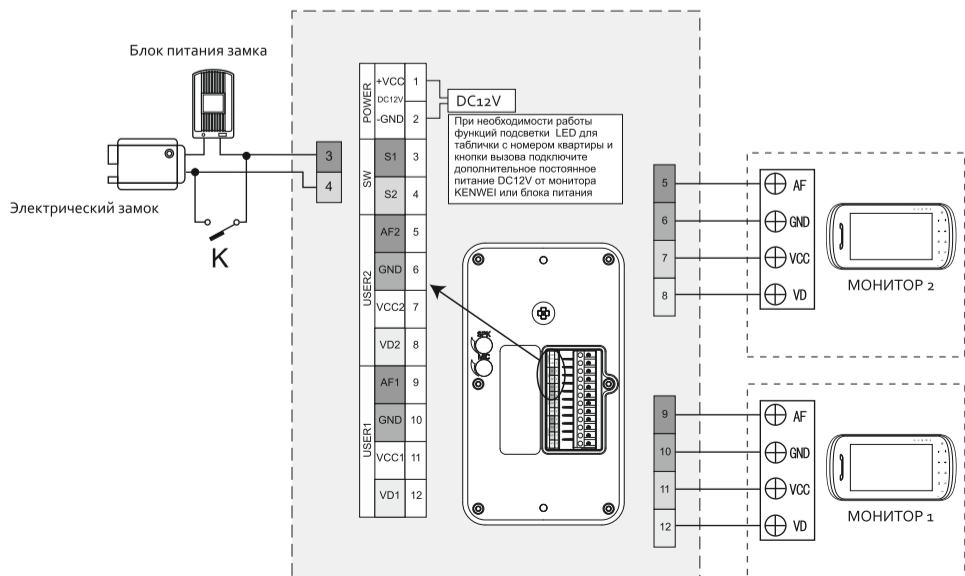 Блок питания замка
Электрический замок
K
3
4
POWER
+VCC 1
DC12V
-GND 2
SW
S1 3
S2 4
USER2
AF2 5
GND 6
VCC2 7
VD2 8
USER1
AF1 9
GND 10
VCC1 11
VD1 12
DC12V
При необходимости работы
функций подсветки LED для
таблички с номером квартиры и
кнопки вызова подключите
дополнительное постоянное
питание DC12V от монитора
KENWEI или блока питания
SPK
MIC
5 AF
6 GND
7 VCC
8 VD
МОНИТОР 2
9 AF
10 GND
11 VCC
12 VD
МОНИТОР 1